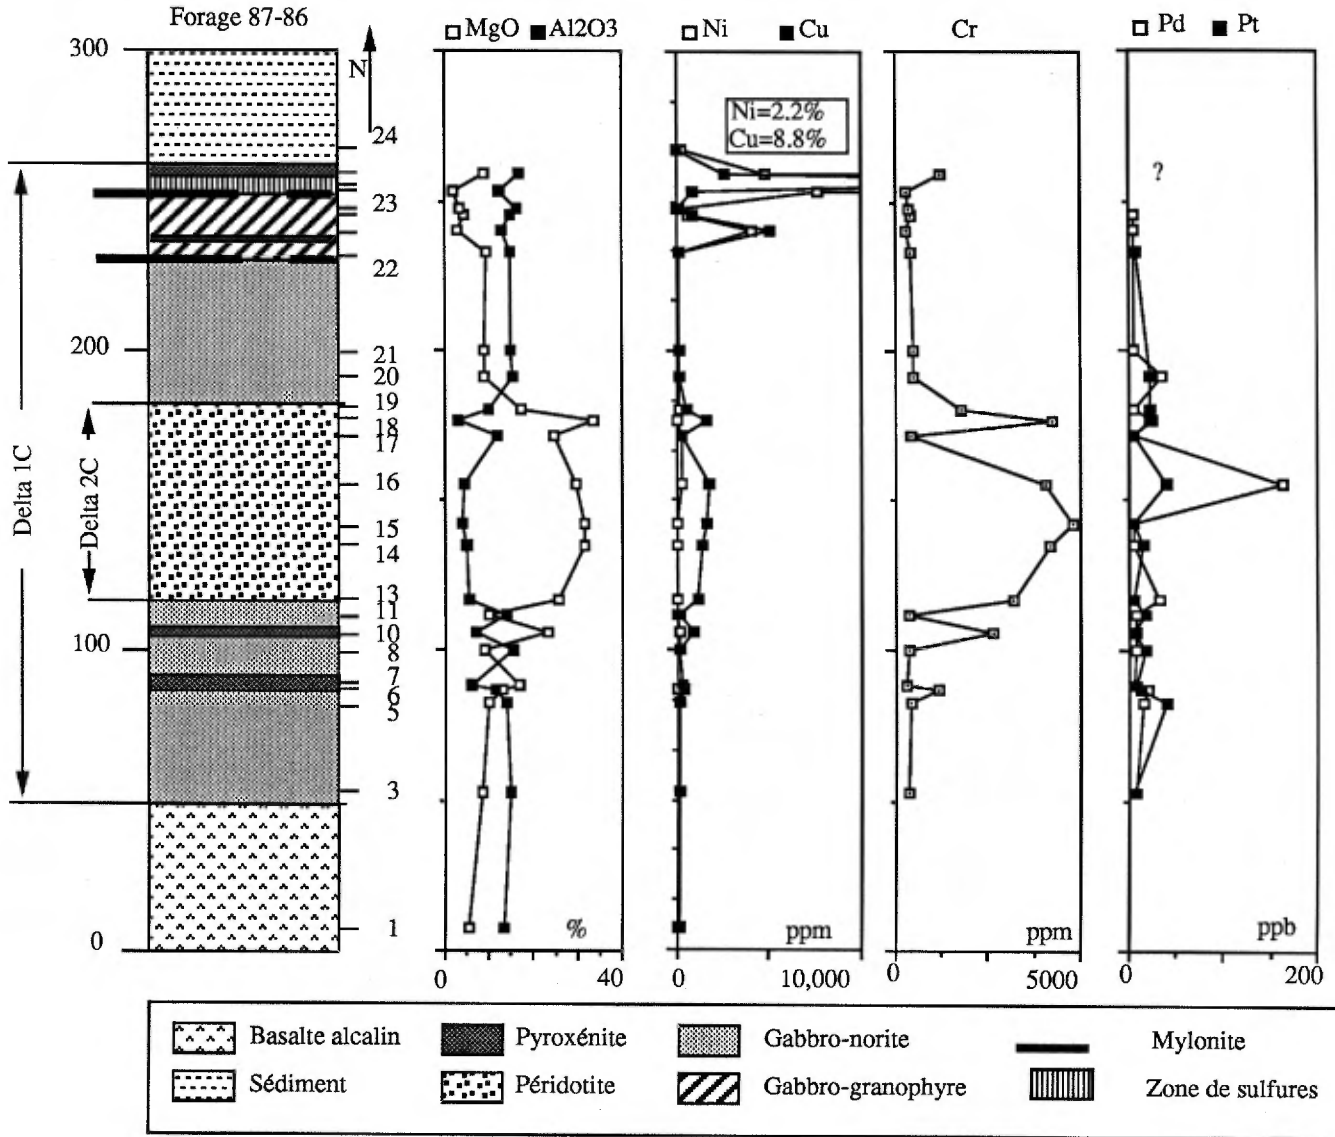 Forage 87-86
MgO Al2O3
Ni Cu
Cr
Pd Pt
300
N
Ni=2.2%
Cu=8.8%
24
?
23
22
200
21
20
19
18
17
16
15
14
13
11
10
100
8
7
6
5
3
1
0
Delta 1C
Delta 2C
%
ppm
ppm
ppb
0 40
0 10,000
0 5000
0 200
Basalte alcalin
Pyroxénite
Gabbro-norite
Mylonite
Sédiment
Péridotite
Gabbro-granophyre
Zone de sulfures